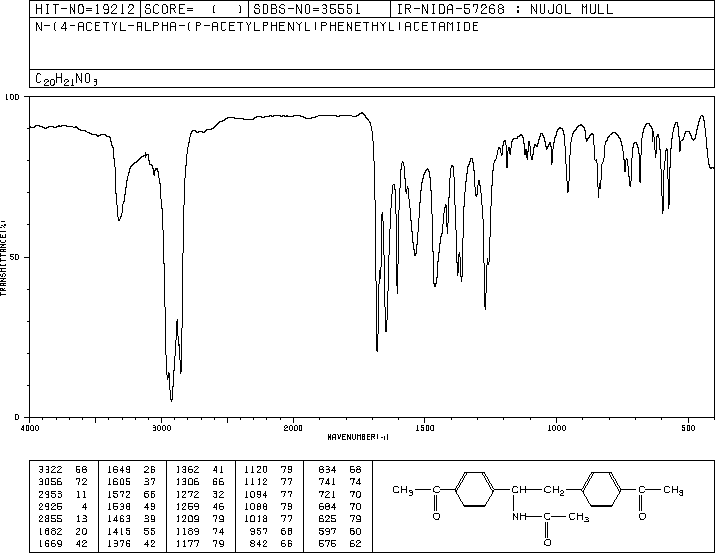 HIT-NO=19212 SCORE= ( ) SDBS-NO=35551 IR-NIDA-57268 : NUJOL MULL
N-(4-ACETYL-ALPHA-(P-ACETYLPHENYL)PHENETHYL)ACETAMIDE
C20H21NO3
100
50
0
TRANSMITTANCE(%)
4000 3000 2000 1500 1000 500
WAVENUMBER(-1)
3322 58 1649 26 1362 41 1120 79 834 68
3056 72 1605 37 1306 66 1112 77 741 74
2953 11 1572 66 1272 32 1094 77 721 70
2925 4 1538 49 1259 46 1088 79 684 70
2855 13 1463 39 1209 79 1018 77 625 79
1682 20 1415 55 1189 74 957 68 597 60
1669 42 1376 42 1177 79 842 66 575 62
CH3 C CH CH2 C CH3
O NH C CH3 O
O